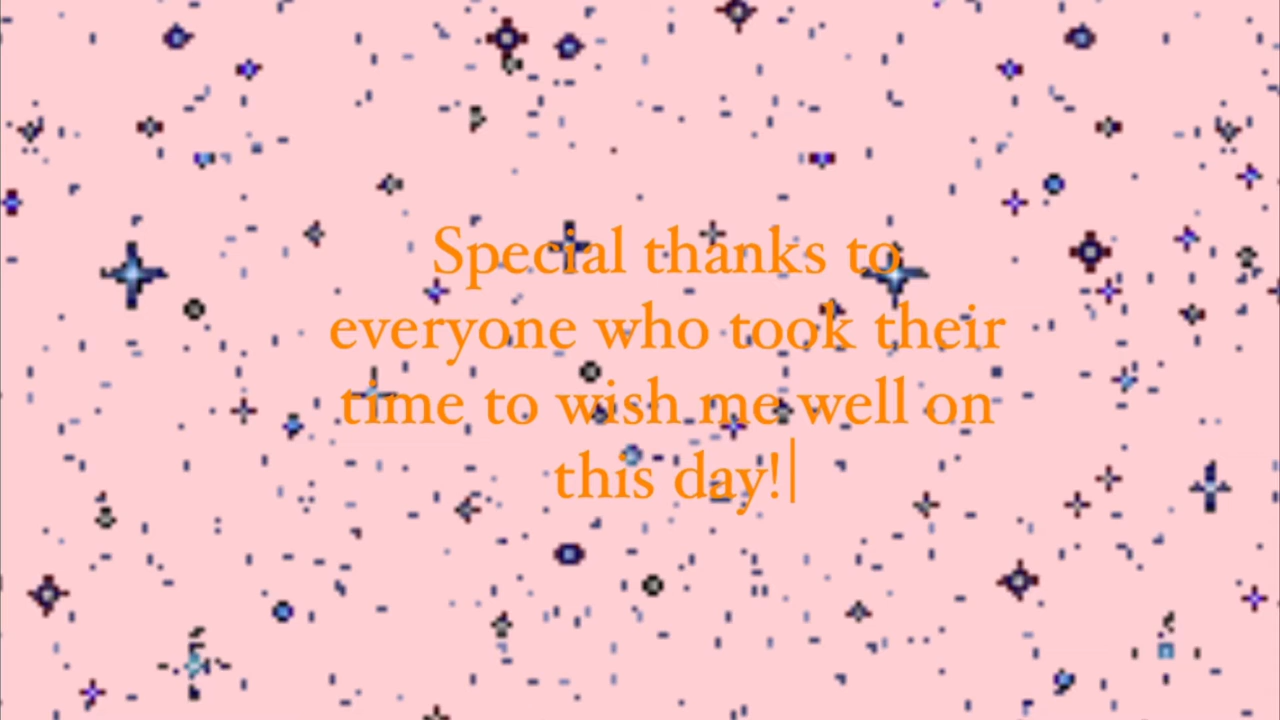 Special thanks to
everyone who took their
time to wish me well on
this day!